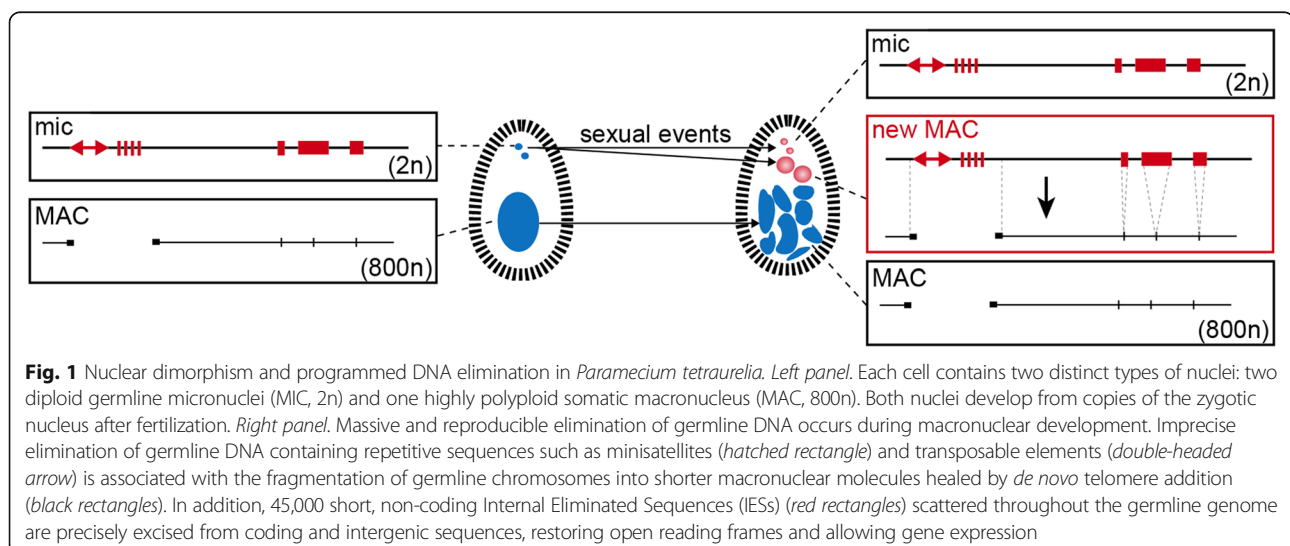 mic
(2n)
MAC
(800n)
sexual events
mic
(2n)
new MAC
MAC
(800n)
Fig. 1 Nuclear dimorphism and programmed DNA elimination in Paramecium tetraurelia. Left panel. Each cell contains two distinct types of nuclei: two
diploid germline micronuclei (MIC, 2n) and one highly polyploid somatic macronucleus (MAC, 800n). Both nuclei develop from copies of the zygotic
nucleus after fertilization. Right panel. Massive and reproducible elimination of germline DNA occurs during macronuclear development. Imprecise
elimination of germline DNA containing repetitive sequences such as minisatellites (hatched rectangle) and transposable elements (double-headed
arrow) is associated with the fragmentation of germline chromosomes into shorter macronuclear molecules healed by de novo telomere addition
(black rectangles). In addition, 45,000 short, non-coding Internal Eliminated Sequences (IESs) (red rectangles) scattered throughout the germline genome
are precisely excised from coding and intergenic sequences, restoring open reading frames and allowing gene expression